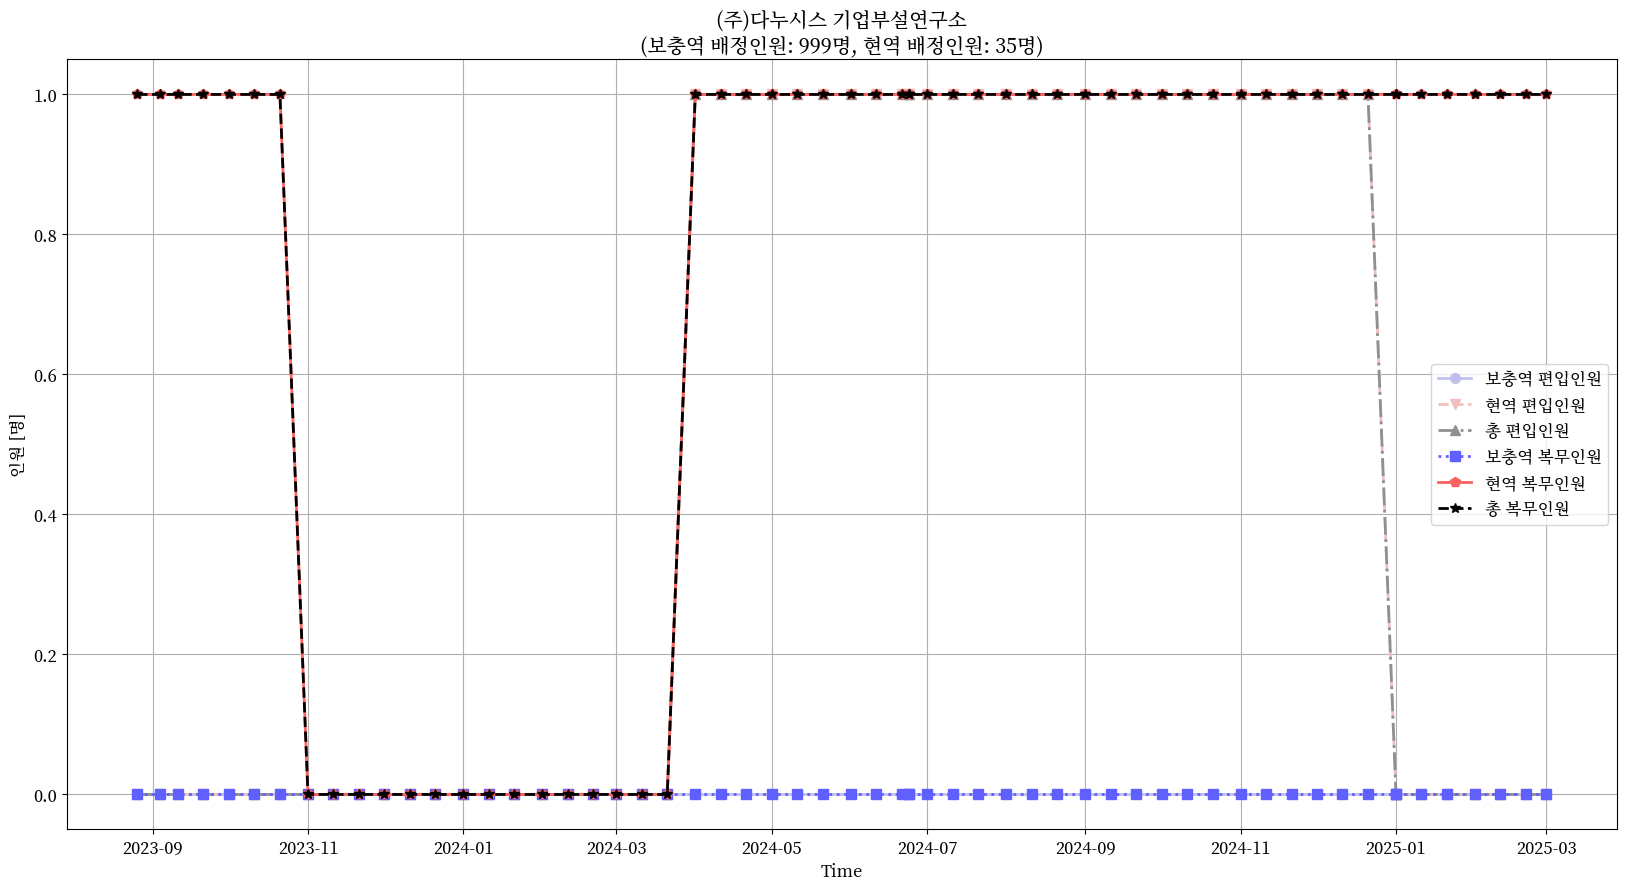 (주)다누시스 기업부설연구소
(보충역 배정인원: 999명, 현역 배정인원: 35명)
1.0
0.8
0.6
0.4
0.2
0.0
인원 [명]
보충역 편입인원
현역 편입인원
총 편입인원
보충역 복무인원
현역 복무인원
총 복무인원
2023-09 2023-11 2024-01 2024-03 2024-05 2024-07 2024-09 2024-11 2025-01 2025-03
Time